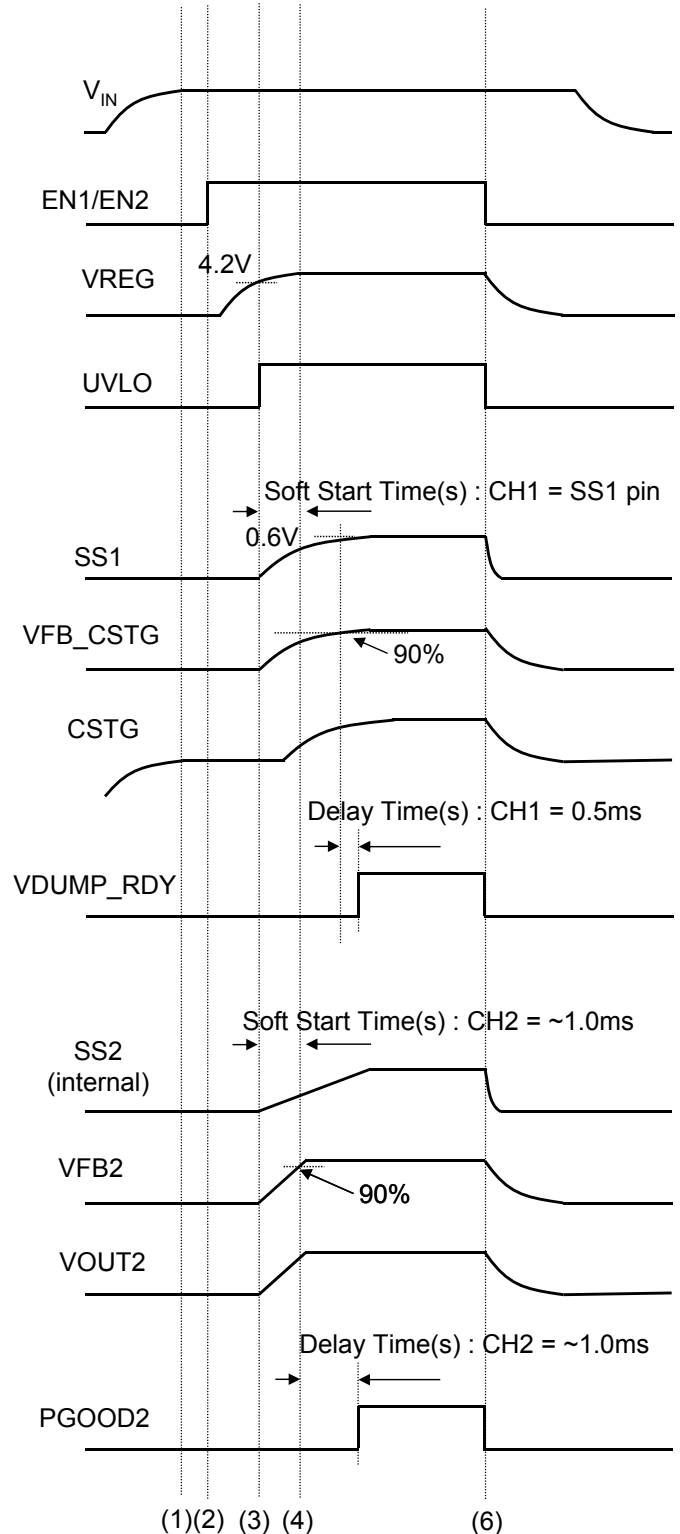 VIN
EN1/EN2
4.2V
VREG
UVLO
Soft Start Time(s) : CH1 = SS1 pin
0.6V
SS1
VFB_CSTG
90%
CSTG
Delay Time(s) : CH1 = 0.5ms
VDUMP_RDY
Soft Start Time(s) : CH2 = ~1.0ms
SS2
(internal)
VFB2
90%
VOUT2
Delay Time(s) : CH2 = ~1.0ms
PGOOD2
(1) (2) (3) (4) (6)